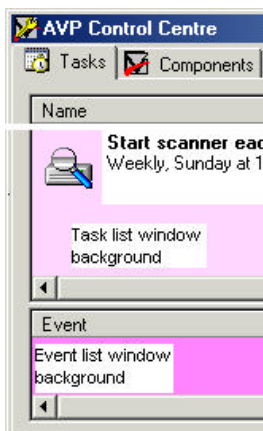 AVP Control Centre
Tasks Components
Name
Start scanner eac
Weekly, Sunday at 1
Task list window
background
Event
Event list window
background